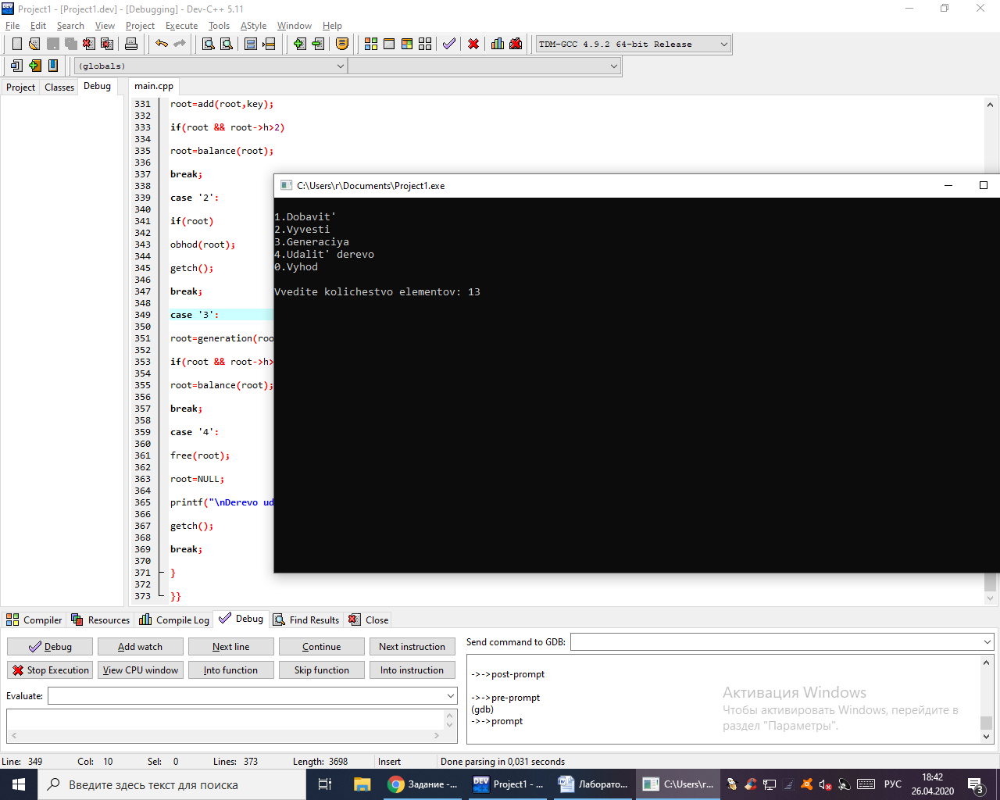 Project1 - [Project1.dev] - [Debugging] - Dev-C++ 5.11
File Edit Search View Project Execute Tools AStyle Window Help
TDM-GCC 4.9.2 64-bit Release
(globals)
Project Classes Debug
main.cpp
331 root=add(root,key);
332
333 if(root && root->h>2)
334
335 root=balance(root);
336
337 break;
338
339 case '2':
340
341 if(root)
342
343 obhod(root);
344
345 getch();
346
347 break;
348
349 case '3':
350
351 root=generation(roo
352
353 if(root && root->h>
354
355 root=balance(root);
356
357 break;
358
359 case '4':
360
361 free(root);
362
363 root=NULL;
364
365 printf("\nDerevo ud
366
367 getch();
368
369 break;
370
371 }
372
373 }}
C:\Users\r\Documents\Project1.exe
1.Dobavit'
2.Vyvesti
3.Generaciya
4.Udalit' derevo
0.Vyhod
Vvedite kolichestvo elementov: 13
Compiler Resources Compile Log Debug Find Results Close
Debug Add watch Next line Continue Next instruction
Stop Execution View CPU window Into function Skip function Into instruction
Evaluate:
Send command to GDB:
->->post-prompt
->->pre-prompt
(gdb)
->->prompt
Активация Windows
Чтобы активировать Windows, перейдите в
раздел "Параметры".
Line: 349 Col: 10 Sel: 0 Lines: 373 Length: 3698 Insert Done parsing in 0,031 seconds
Введите здесь текст для поиска
Задание -... Project1 - ... Лаборато... C:\Users\r...
РУС
18:42
26.04.2020
3